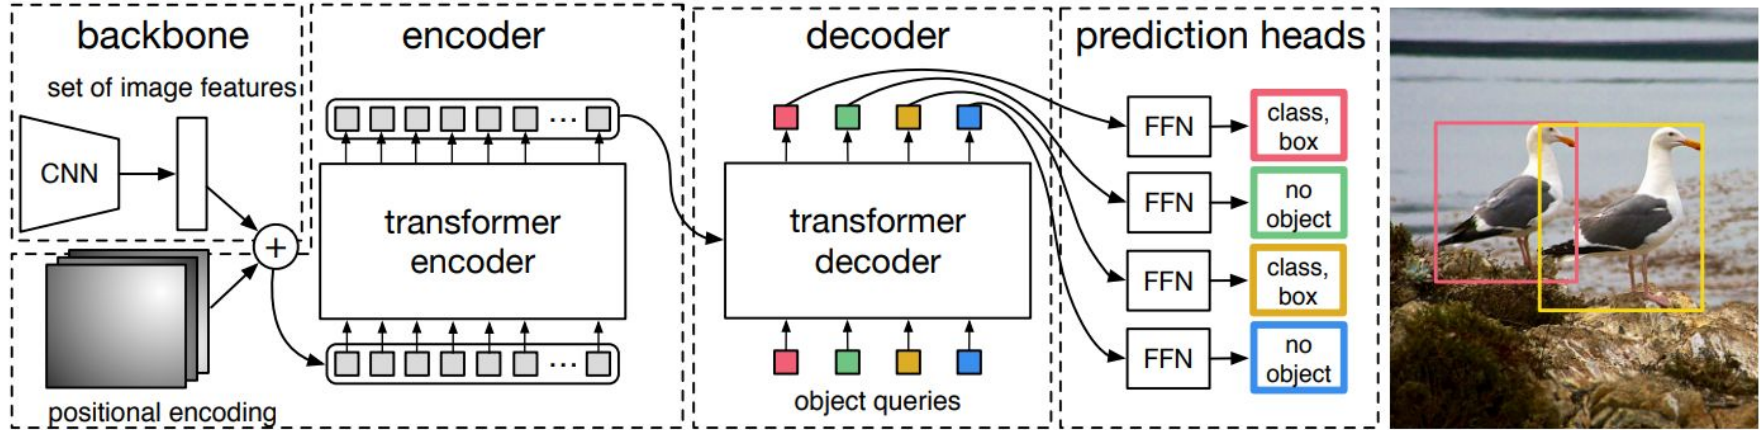 backbone
set of image features
CNN
+
positional encoding
encoder
...
transformer
encoder
...
decoder
transformer
decoder
object queries
prediction heads
FFN
class,
box
FFN
no
object
FFN
class,
box
FFN
no
object